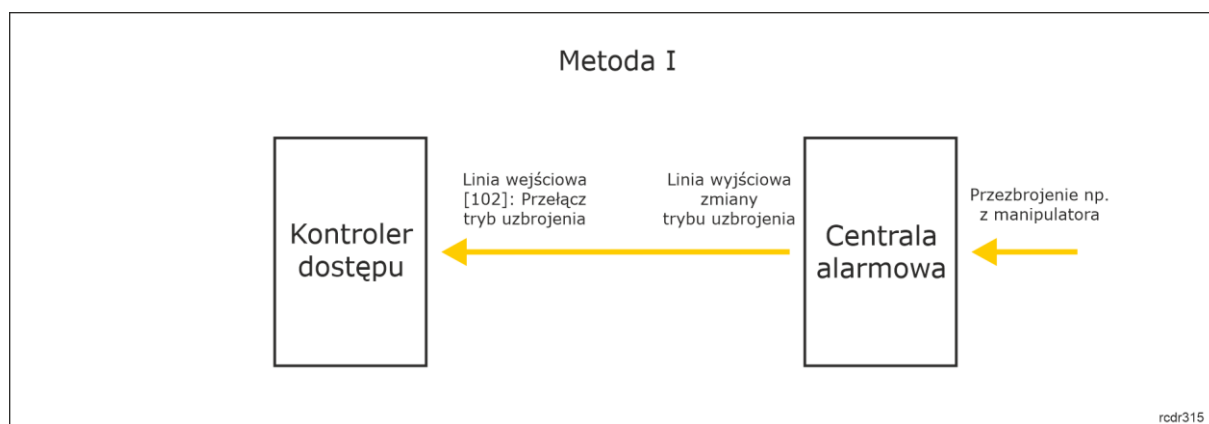 Metoda I
Linia wejściowa
[102]: Przełącz
tryb uzbrojenia
Linia wyjściowa
zmiany
trybu uzbrojenia
Przezbrojenie np.
z manipulatora
Kontroler
dostępu
Centrala
alarmowa
rcdr315